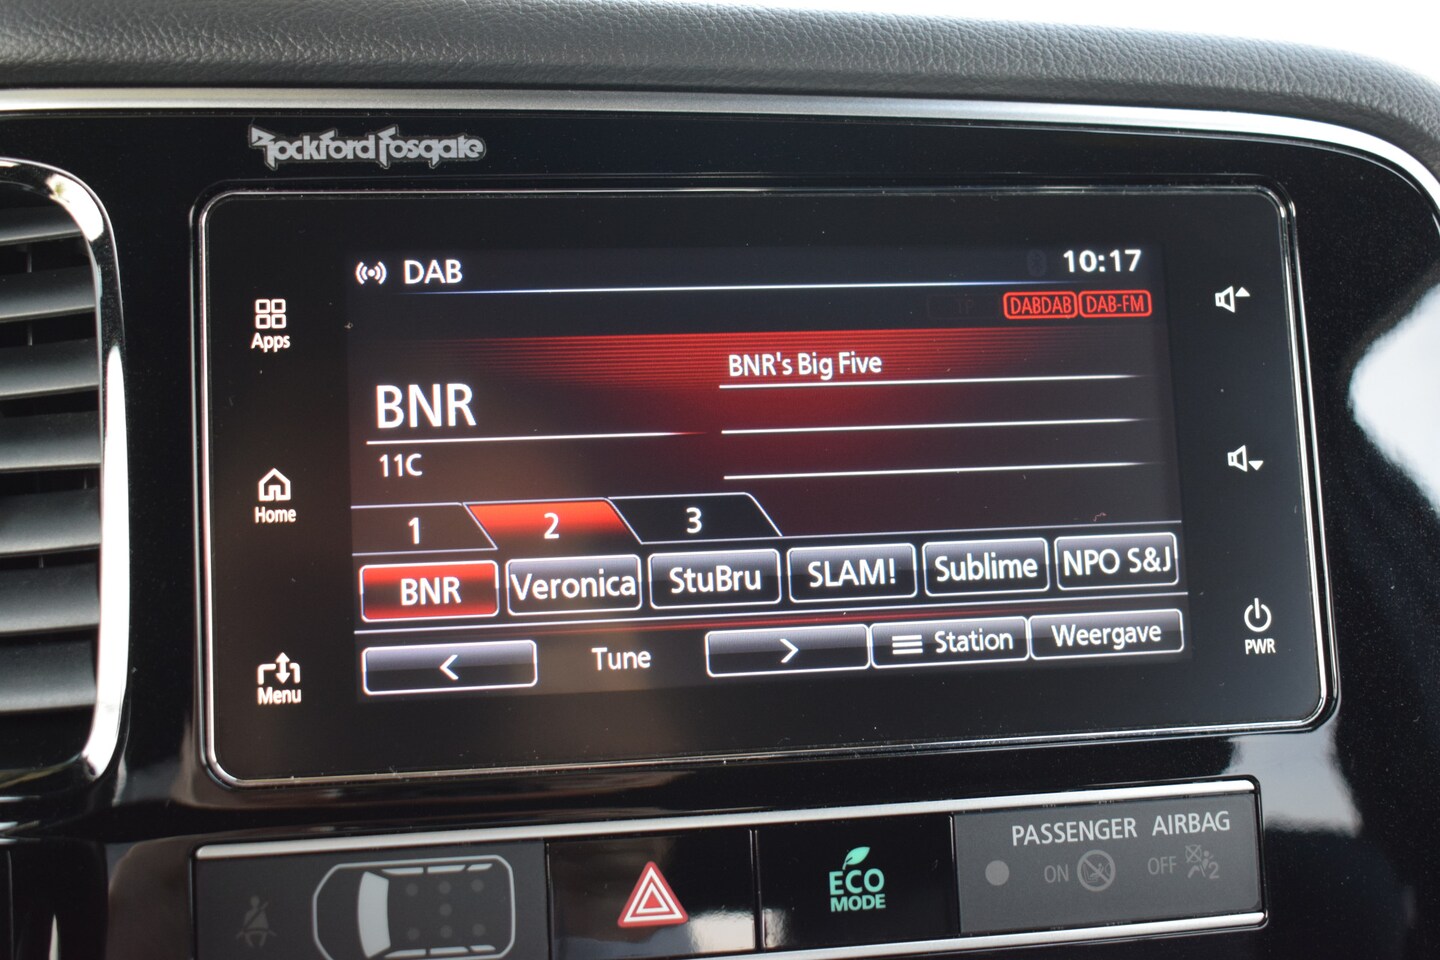 Rockford Fosgate
DAB
10:17
DABDAB DAB-FM
Apps
BNR's Big Five
BNR
11C
Home
1 2 3
BNR Veronica StuBru SLAM! Sublime NPO S&J
< Tune > Station Weergave
Menu
PWR
PASSENGER AIRBAG
ON OFF 2
ECO
MODE